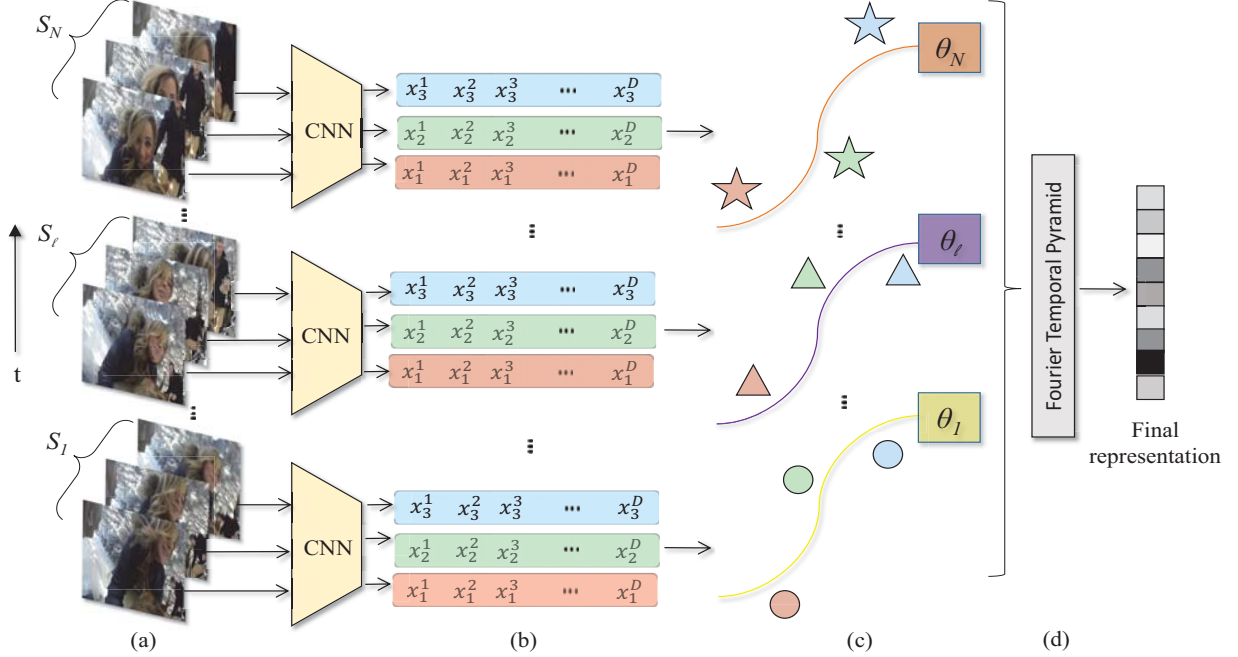 S_N
CNN
x_3^1 x_3^2 x_3^3 ... x_3^D
x_2^1 x_2^2 x_2^3 ... x_2^D
x_1^1 x_1^2 x_1^3 ... x_1^D
θ_N
...
...
...
S_ℓ
t
CNN
x_3^1 x_3^2 x_3^3 ... x_3^D
x_2^1 x_2^2 x_2^3 ... x_2^D
x_1^1 x_1^2 x_1^3 ... x_1^D
θ_ℓ
...
...
...
S_1
CNN
x_3^1 x_3^2 x_3^3 ... x_3^D
x_2^1 x_2^2 x_2^3 ... x_2^D
x_1^1 x_1^2 x_1^3 ... x_1^D
θ_1
Fourier Temporal Pyramid
Final
representation
(a) (b) (c) (d)